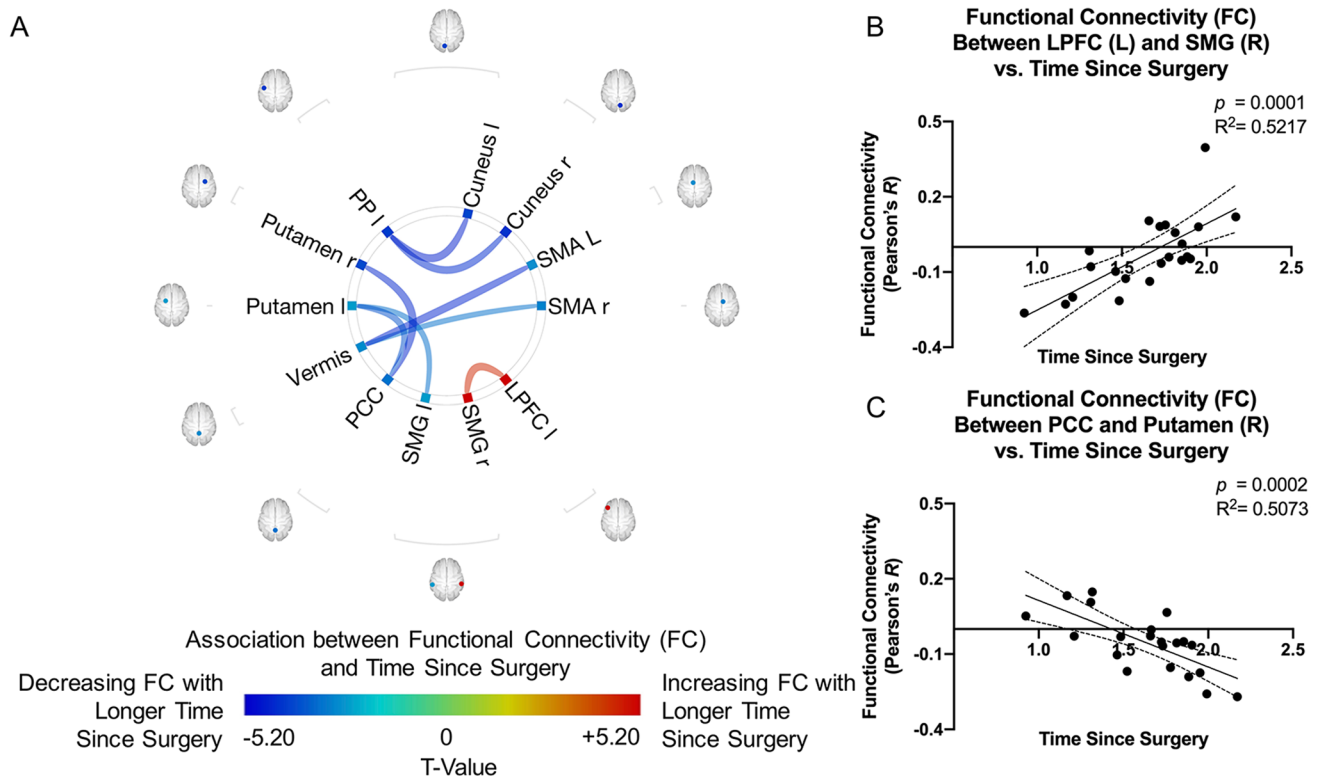 A
Cuneus l
Cuneus r
PP l
SMA L
Putamen r
Putamen l
SMA r
Vermis
PCC
SMG l
SMG r
LPFC l
Association between Functional Connectivity (FC)
and Time Since Surgery
Decreasing FC with
Longer Time
Since Surgery
-5.20
0
+5.20
T-Value
Increasing FC with
Longer Time
Since Surgery
B
Functional Connectivity (FC)
Between LPFC (L) and SMG (R)
vs. Time Since Surgery
p = 0.0001
R2= 0.5217
Functional Connectivity
(Pearson's R)
0.5
0.2
-0.1
-0.4
1.0
1.5
2.0
2.5
Time Since Surgery
C
Functional Connectivity (FC)
Between PCC and Putamen (R)
vs. Time Since Surgery
p = 0.0002
R2= 0.5073
Functional Connectivity
(Pearson's R)
0.5
0.2
-0.1
-0.4
1.0
1.5
2.0
2.5
Time Since Surgery